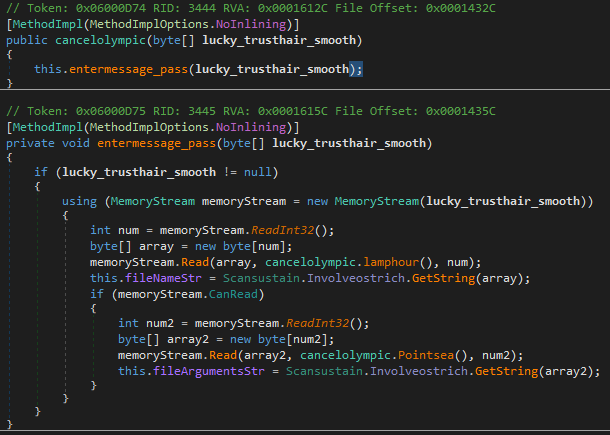 // Token: 0x06000D74 RID: 3444 RVA: 0x0001612C File Offset: 0x0001432C
[MethodImpl(MethodImplOptions.NoInlining)]
public cancelolympic(byte[] lucky_trusthair_smooth)
{
    this.entermessage_pass(lucky_trusthair_smooth);
}
// Token: 0x06000D75 RID: 3445 RVA: 0x0001615C File Offset: 0x0001435C
[MethodImpl(MethodImplOptions.NoInlining)]
private void entermessage_pass(byte[] lucky_trusthair_smooth)
{
    if (lucky_trusthair_smooth != null)
    {
        using (MemoryStream memoryStream = new MemoryStream(lucky_trusthair_smooth))
        {
            int num = memoryStream.ReadInt32();
            byte[] array = new byte[num];
            memoryStream.Read(array, cancelolympic.lamphour(), num);
            this.fileNameStr = Scansustain.Involveostrich.GetString(array);
            if (memoryStream.CanRead)
            {
                int num2 = memoryStream.ReadInt32();
                byte[] array2 = new byte[num2];
                memoryStream.Read(array2, cancelolympic.Pointsea(), num2);
                this.fileArgumentsStr = Scansustain.Involveostrich.GetString(array2);
            }
        }
    }
}